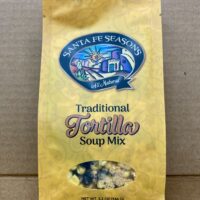 SANTA FE SEASONS
All Natural
Traditional
Tortilla
Soup Mix